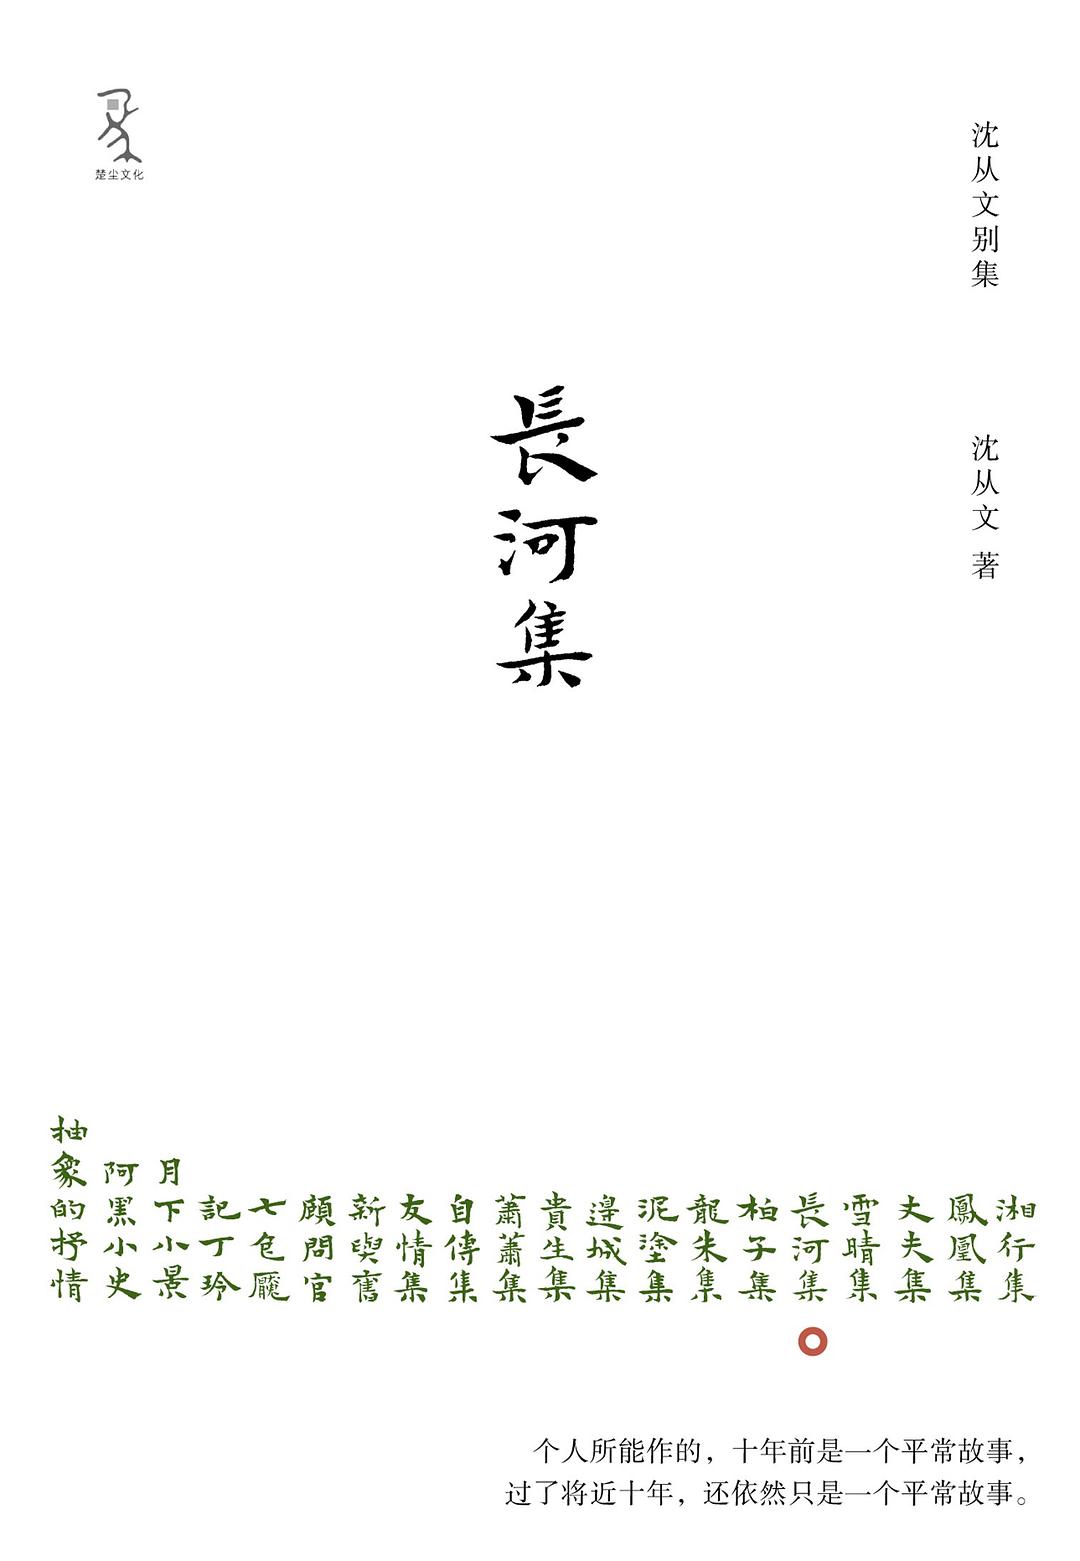 楚尘文化
沈从文别集
沈从文 著
長河集
湘行集
鳳凰集
丈夫集
雪晴集
長河集
柏子集
龍朱集
泥塗集
邊城集
貴生集
蕭蕭集
自傳集
友情集
新與舊
顧問官
七色魘
記丁玲
月下小景
阿黑小史
抽象的抒情
个人所能作的，十年前是一个平常故事，
过了将近十年，还依然只是一个平常故事。